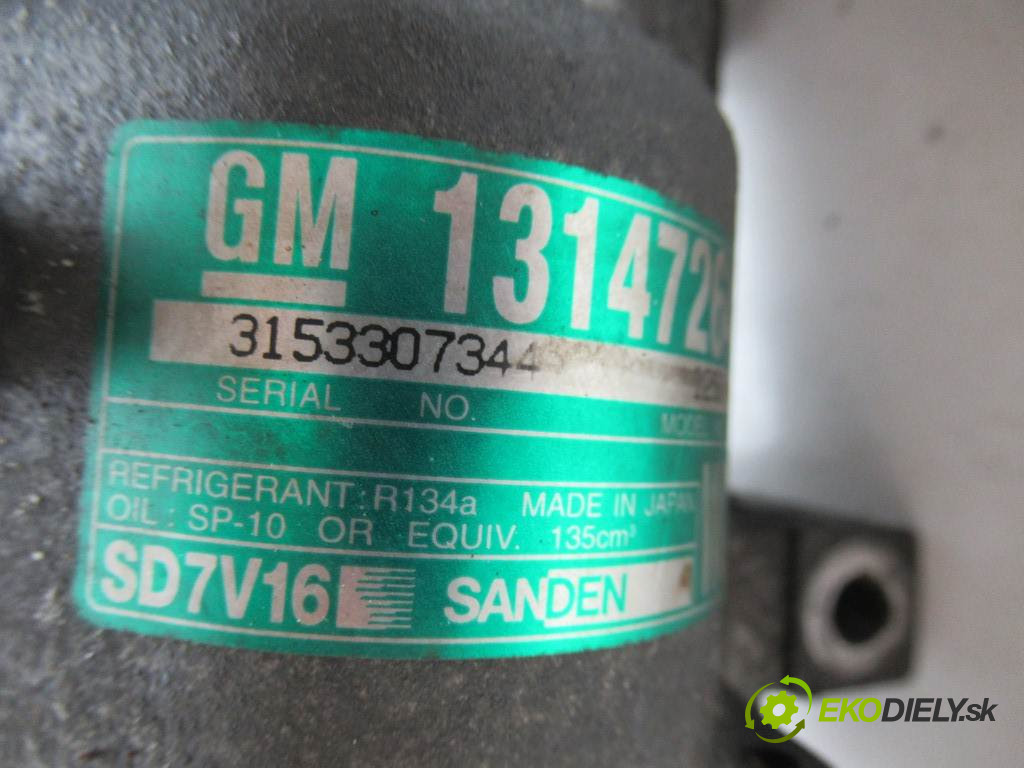 GM 1314726
3153307344
SERIAL NO.
REFRIGERANT: R134a MADE IN JAPAN
OIL : SP-10 OR EQUIV. 135cm³
SD7V16 SANDEN
EKODIELY.sk